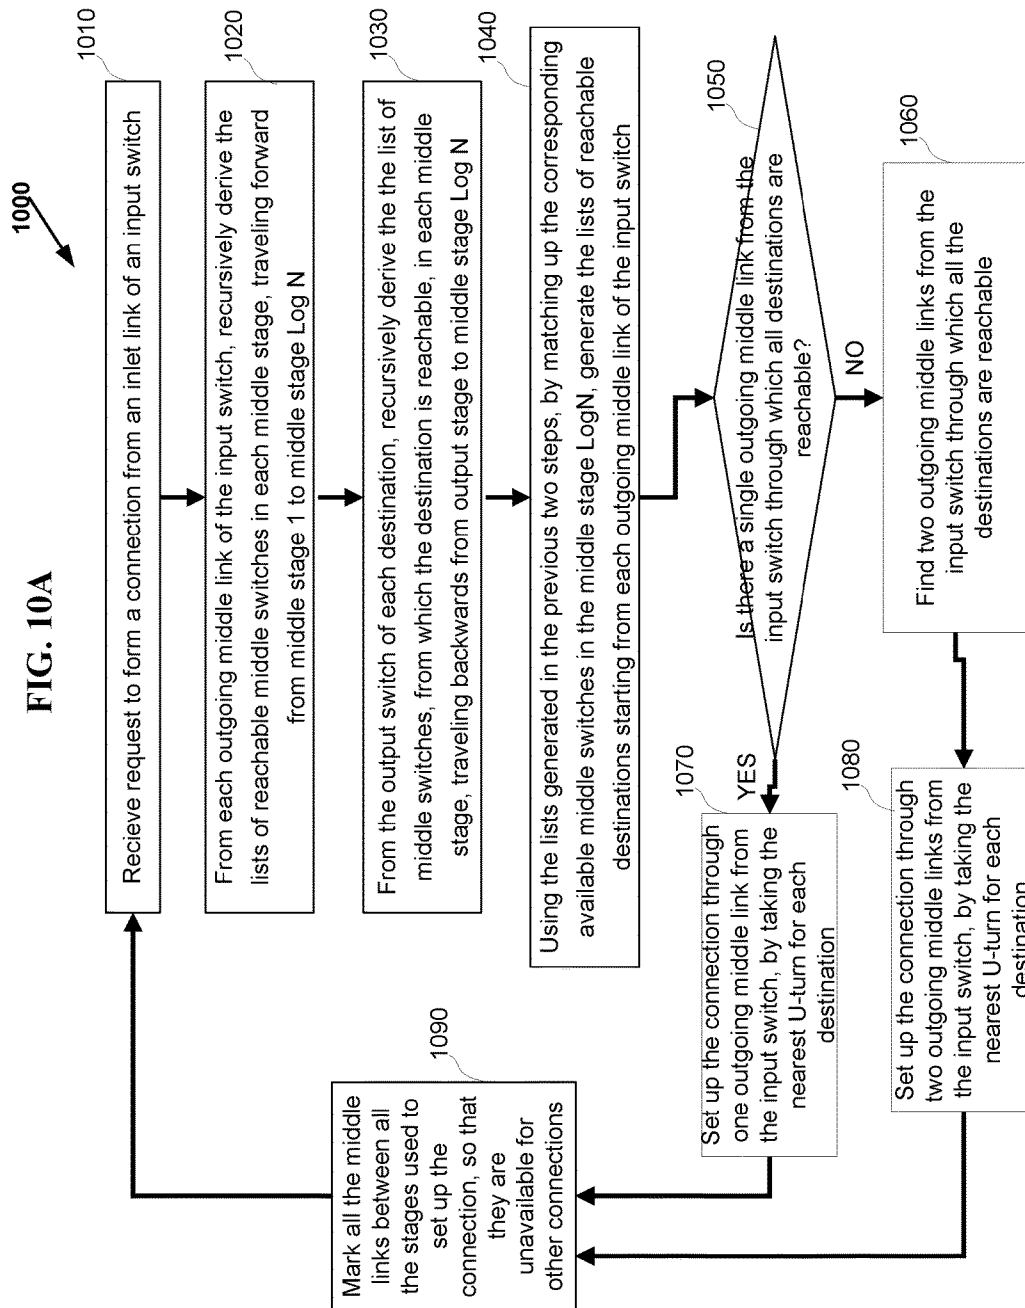 FIG. 10A
1000
1010
Recieve request to form a connection from an inlet link of an input switch
1020
From each outgoing middle link of the input switch, recursively derive the
lists of reachable middle switches in each middle stage, traveling forward
from middle stage 1 to middle stage Log N
1030
From the output switch of each destination, recursively derive the the list of
middle switches, from which the destination is reachable, in each middle
stage, traveling backwards from output stage to middle stage Log N
1040
Using the lists generated in the previous two steps, by matching up the corresponding
available middle switches in the middle stage LogN, generate the lists of reachable
destinations starting from each outgoing middle link of the input switch
1050
Is there a single outgoing middle link from the
input switch through which all destinations are
reachable?
YES
NO
1060
Find two outgoing middle links from the
input switch through which all the
destinations are reachable
1070
Set up the connection through
one outgoing middle link from
the input switch, by taking the
nearest U-turn for each
destination
1080
Set up the connection through
two outgoing middle links from
the input switch, by taking the
nearest U-turn for each
destination
1090
Mark all the middle
links between all
the stages used to
set up the
connection, so that
they are
unavailable for
other connections